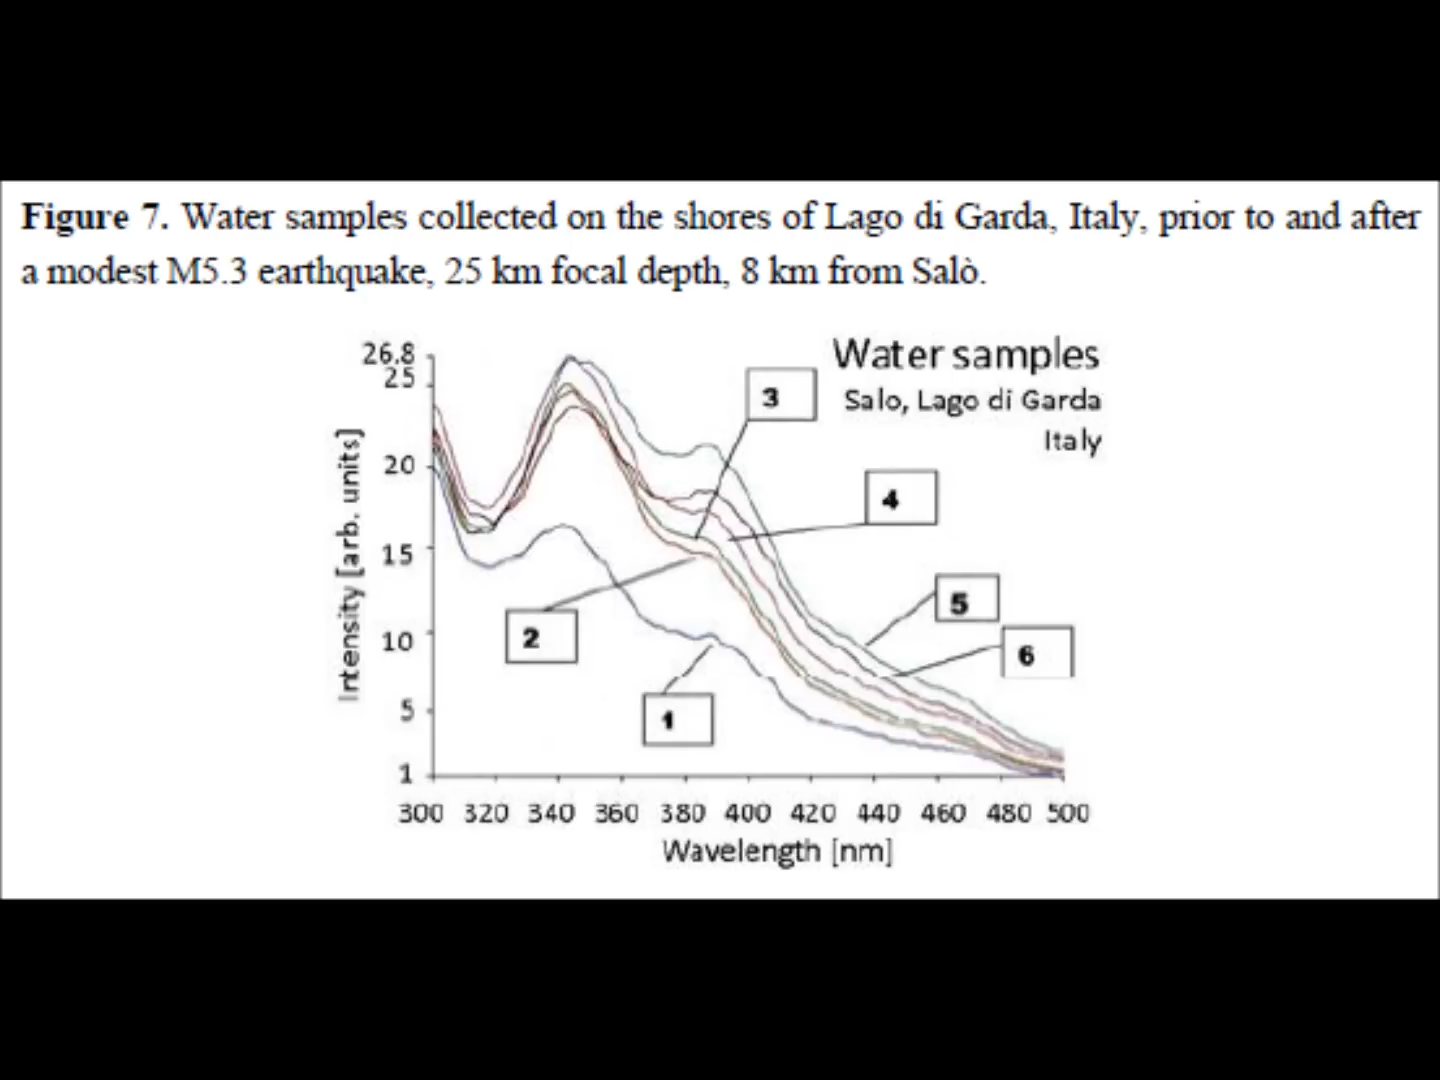 Figure 7. Water samples collected on the shores of Lago di Garda, Italy, prior to and after
a modest M5.3 earthquake, 25 km focal depth, 8 km from Salò.
Water samples
Salo, Lago di Garda
Italy
26.8
25
20
15
10
5
1
Intensity [arb. units]
3
4
5
6
2
1
300 320 340 360 380 400 420 440 460 480 500
Wavelength [nm]